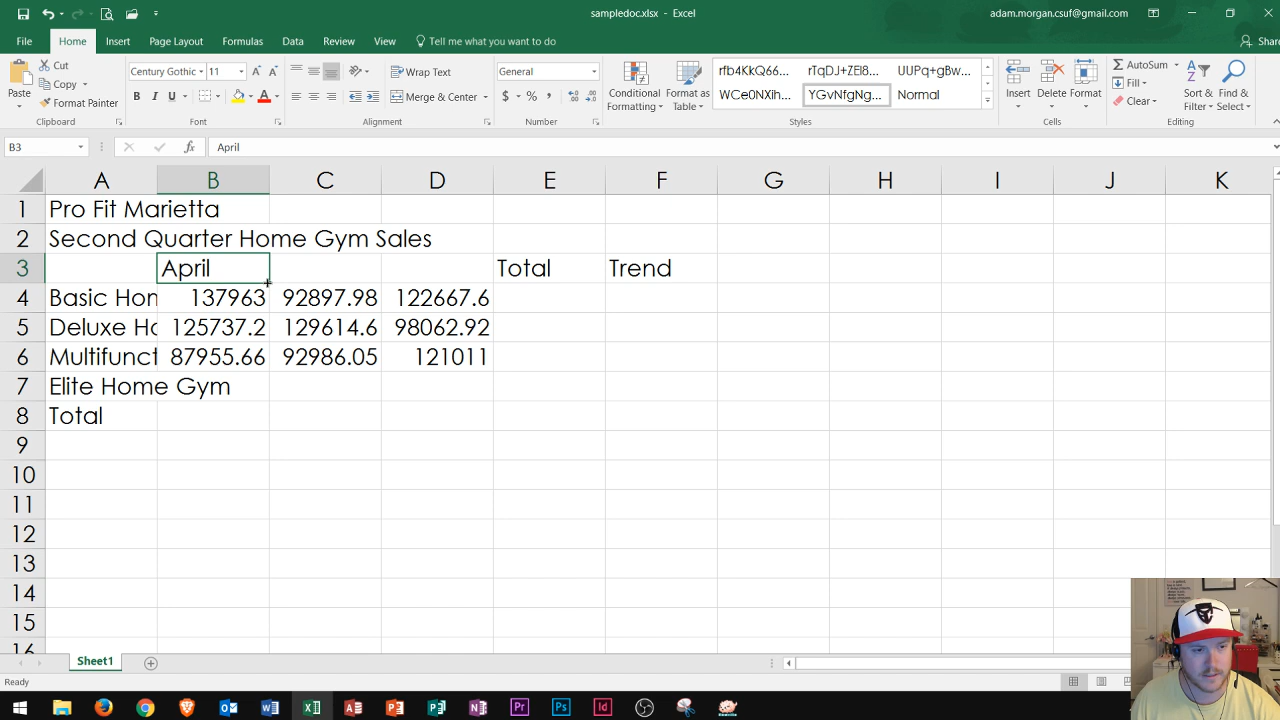 sampledoc.xlsx - Excel
adam.morgan.csuf@gmail.com
File Home Insert Page Layout Formulas Data Review View Tell me what you want to do Share
Paste Cut Copy Format Painter Clipboard
Century Gothic 11 A A B I U A Font
Wrap Text Merge & Center Alignment
General $ % , Number
Conditional Formatting Format as Table
rfb4KkQ66... rTqDJ+ZEl8... UUPq+gBw...
WCe0NXih... YGvNfgNg... Normal
Styles
Insert Delete Format Cells
AutoSum Fill Clear Sort & Filter Find & Select Editing
B3 fx April
A B C D E F G H I J K
1 Pro Fit Marietta
2 Second Quarter Home Gym Sales
3 April Total Trend
4 Basic Hon 137963 92897.98 122667.6
5 Deluxe Ho 125737.2 129614.6 98062.92
6 Multifunct 87955.66 92986.05 121011
7 Elite Home Gym
8 Total
9
10
11
12
13
14
15
16
Sheet1
Ready